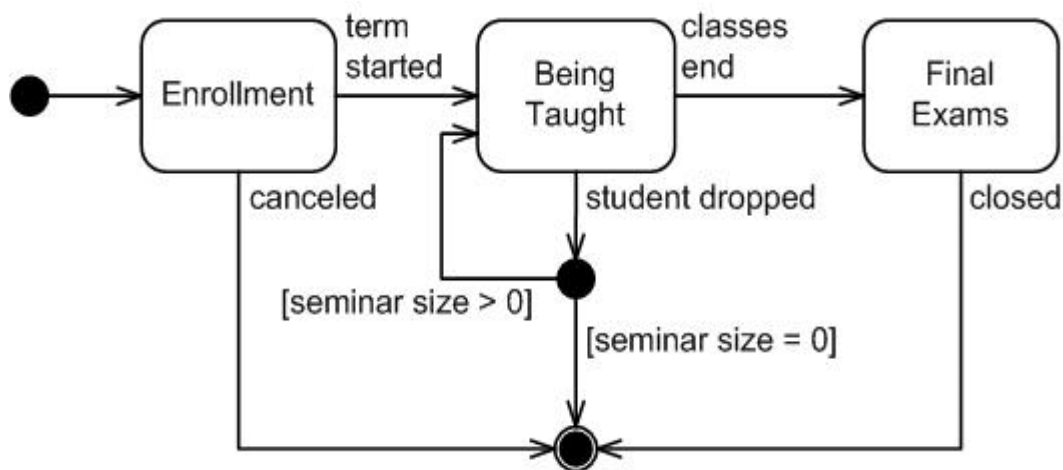 term
started
Enrollment
Being
Taught
classes
end
Final
Exams
canceled
student dropped
closed
[seminar size > 0]
[seminar size = 0]